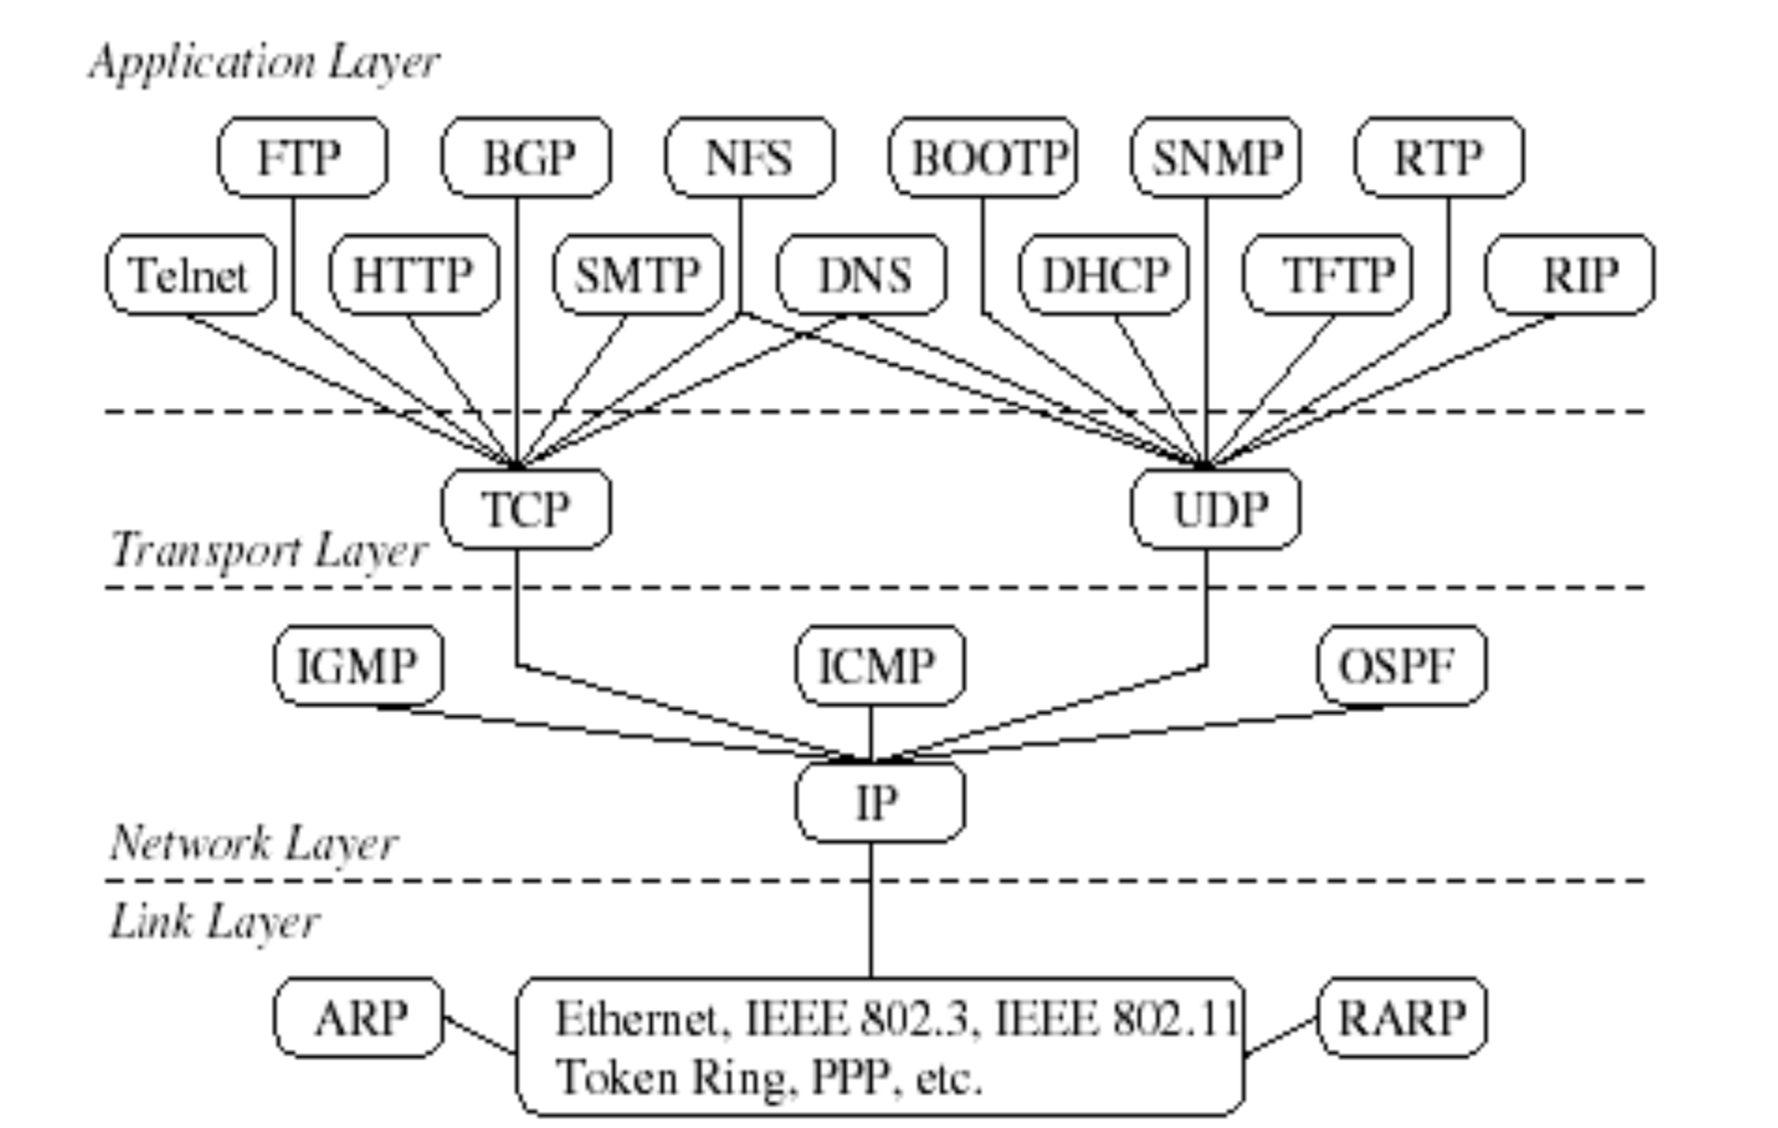 Application Layer
FTP BGP NFS BOOTP SNMP RTP
Telnet HTTP SMTP DNS DHCP TFTP RIP
TCP UDP
Transport Layer
IGMP ICMP OSPF
IP
Network Layer
Link Layer
ARP Ethernet, IEEE 802.3, IEEE 802.11 RARP
Token Ring, PPP, etc.